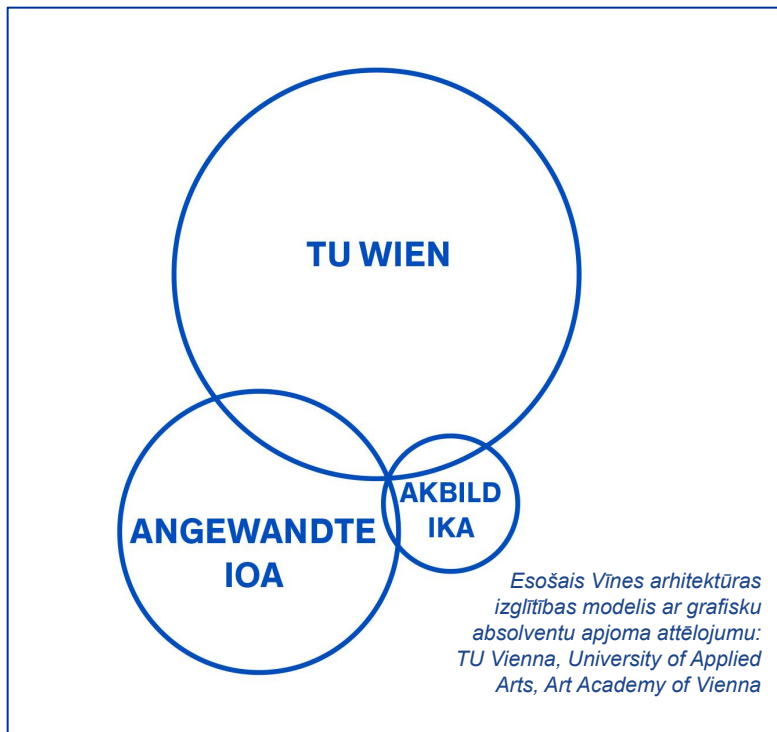 TU WIEN
ANGEWANDTE
IOA
AKBILD
IKA
Esošais Vīnes arhitektūras
izglītības modelis ar grafisku
absolventu apjoma attēlojumu:
TU Vienna, University of Applied
Arts, Art Academy of Vienna